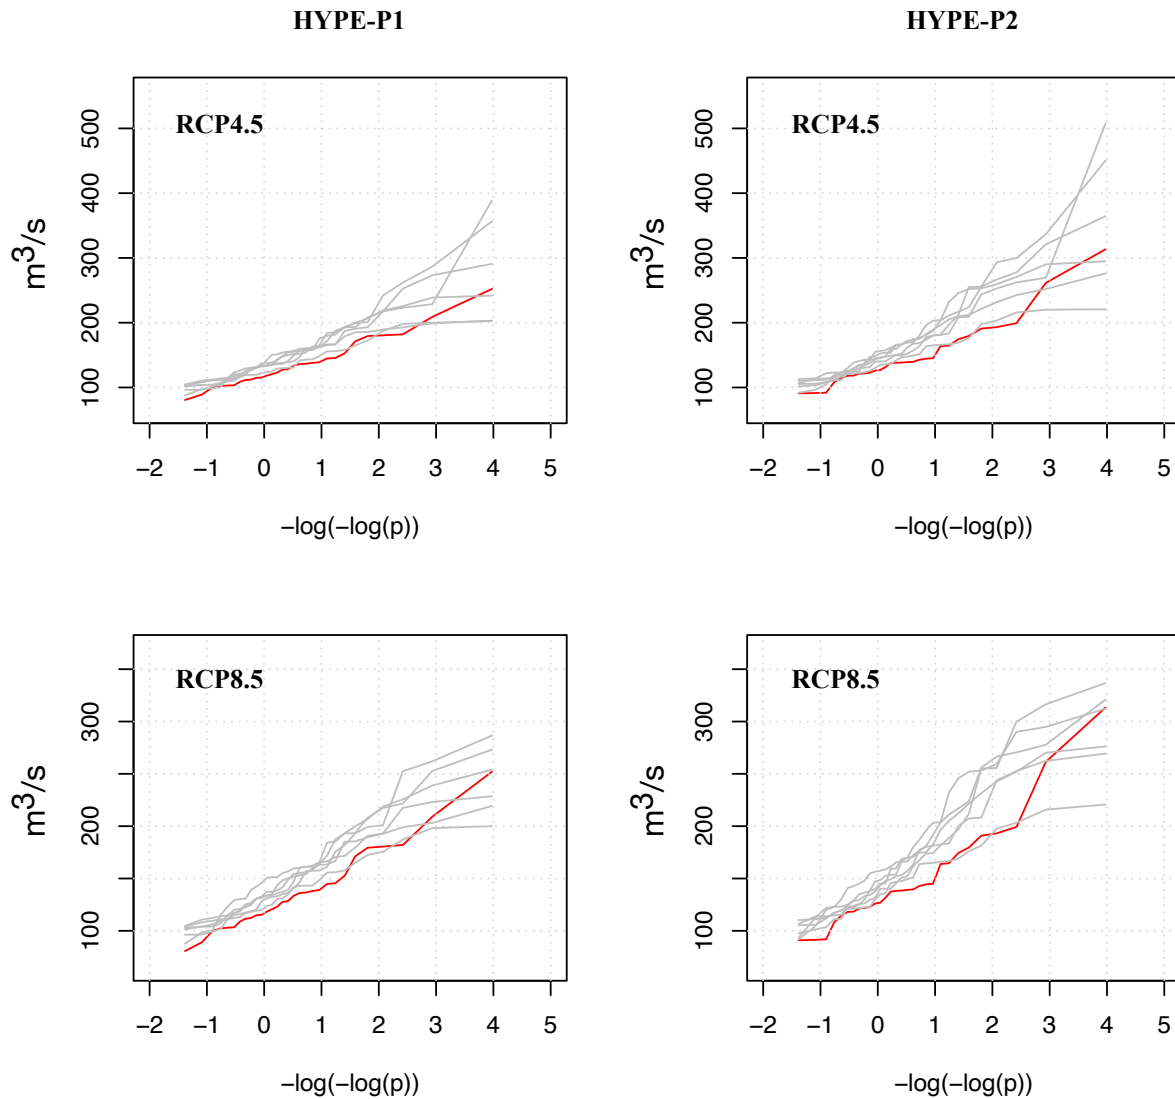 HYPE-P1 HYPE-P2
RCP4.5 RCP4.5
500 500
400 400
300 300
200 200
100 100
m3/s m3/s
−2 −1 0 1 2 3 4 5 −2 −1 0 1 2 3 4 5
−log(−log(p)) −log(−log(p))
RCP8.5 RCP8.5
300 300
200 200
100 100
m3/s m3/s
−2 −1 0 1 2 3 4 5 −2 −1 0 1 2 3 4 5
−log(−log(p)) −log(−log(p))